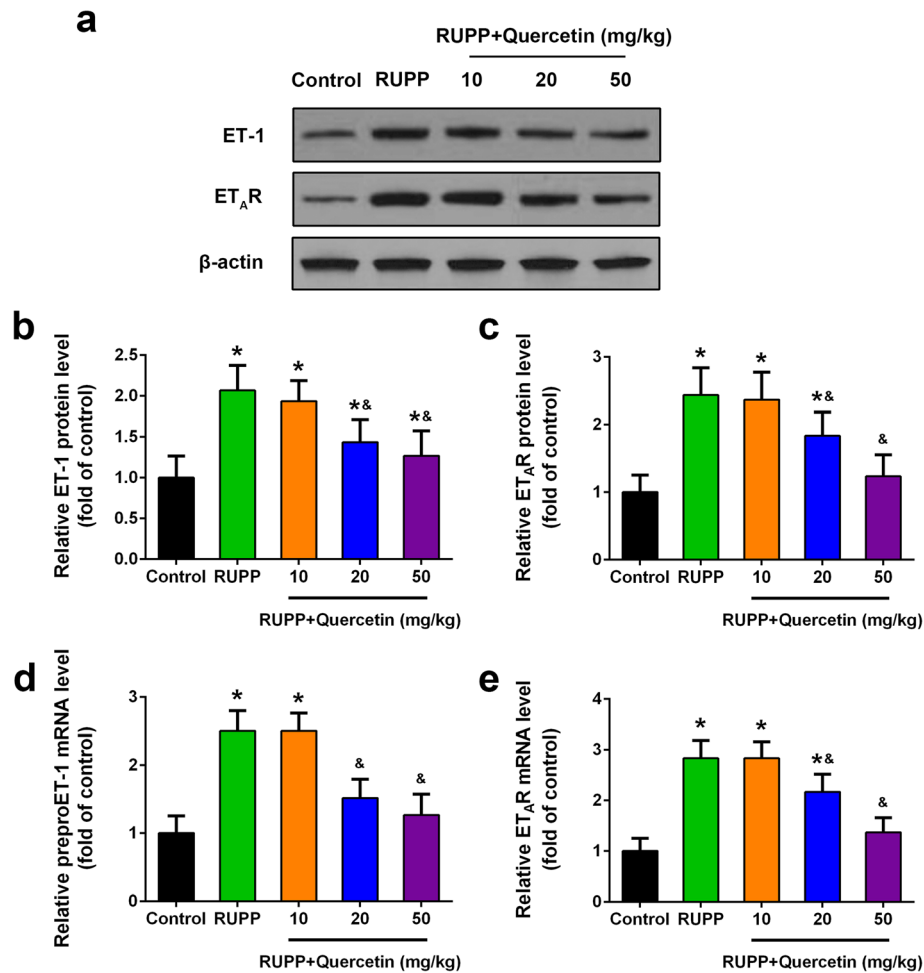 a
RUPP+Quercetin (mg/kg)
Control RUPP 10 20 50
ET-1
ET_AR
β-actin
b
Relative ET-1 protein level
(fold of control)
2.5
2.0
1.5
1.0
0.5
0.0
* * *& *&
Control RUPP 10 20 50
RUPP+Quercetin (mg/kg)
c
Relative ET_AR protein level
(fold of control)
3
2
1
0
* * *& &
Control RUPP 10 20 50
RUPP+Quercetin (mg/kg)
d
Relative preproET-1 mRNA level
(fold of control)
3
2
1
0
* * & &
Control RUPP 10 20 50
RUPP+Quercetin (mg/kg)
e
Relative ET_AR mRNA level
(fold of control)
4
3
2
1
0
* * *& &
Control RUPP 10 20 50
RUPP+Quercetin (mg/kg)